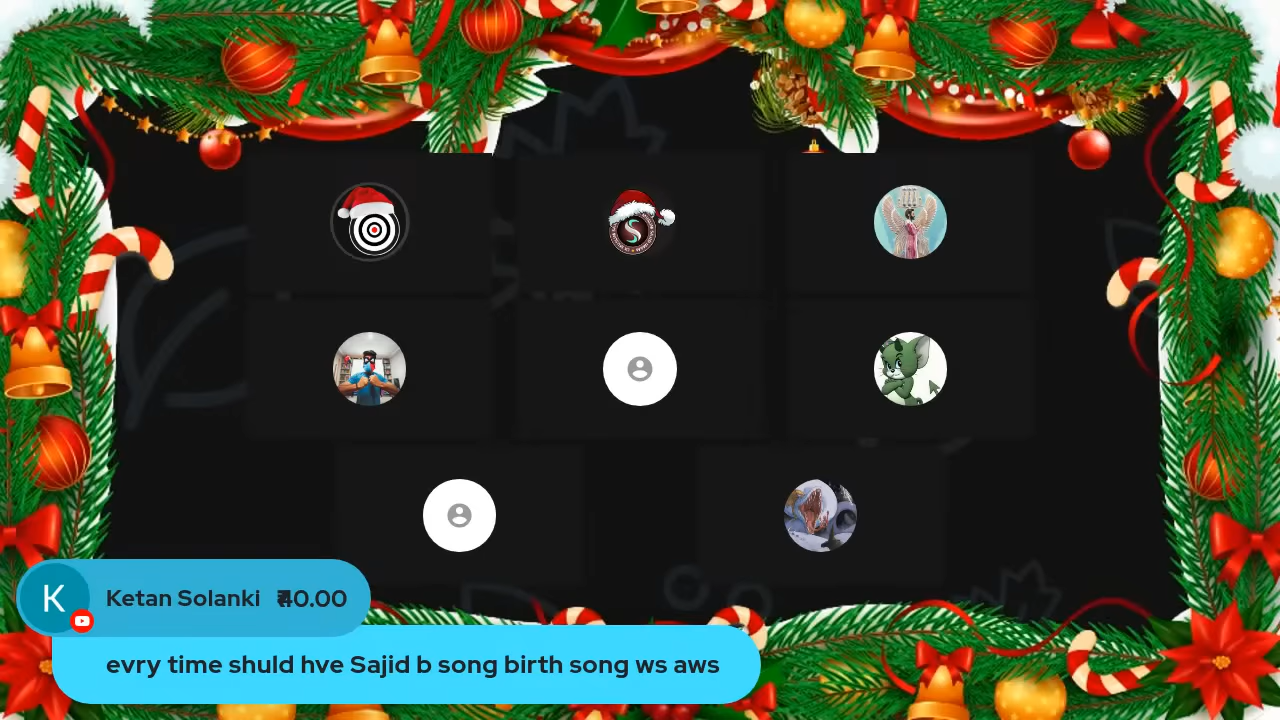 K Ketan Solanki ₹40.00
evry time shuld hve Sajid b song birth song ws aws